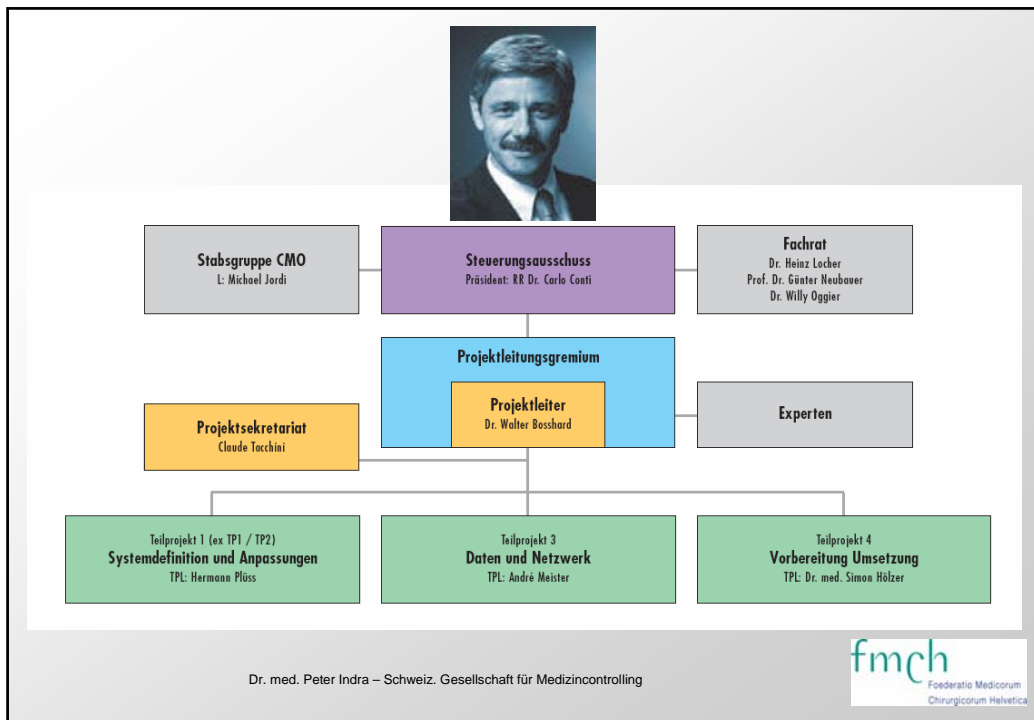 Stabsgruppe CMO
L: Michael Jordi
Steuerungsausschuss
Präsident: RR Dr. Carlo Conti
Fachrat
Dr. Heinz Locher
Prof. Dr. Günter Neubauer
Dr. Willy Oggier
Projektleitungsgremium
Projektleiter
Dr. Walter Bosshard
Experten
Projektsekretariat
Claude Tacchini
Teilprojekt 1 (ex TP1 / TP2)
Systemdefinition und Anpassungen
TPL: Hermann Plüss
Teilprojekt 3
Daten und Netzwerk
TPL: André Meister
Teilprojekt 4
Vorbereitung Umsetzung
TPL: Dr. med. Simon Hölzer
Dr. med. Peter Indra – Schweiz. Gesellschaft für Medizincontrolling
fmch
Foederatio Medicorum
Chirurgicorum Helvetica